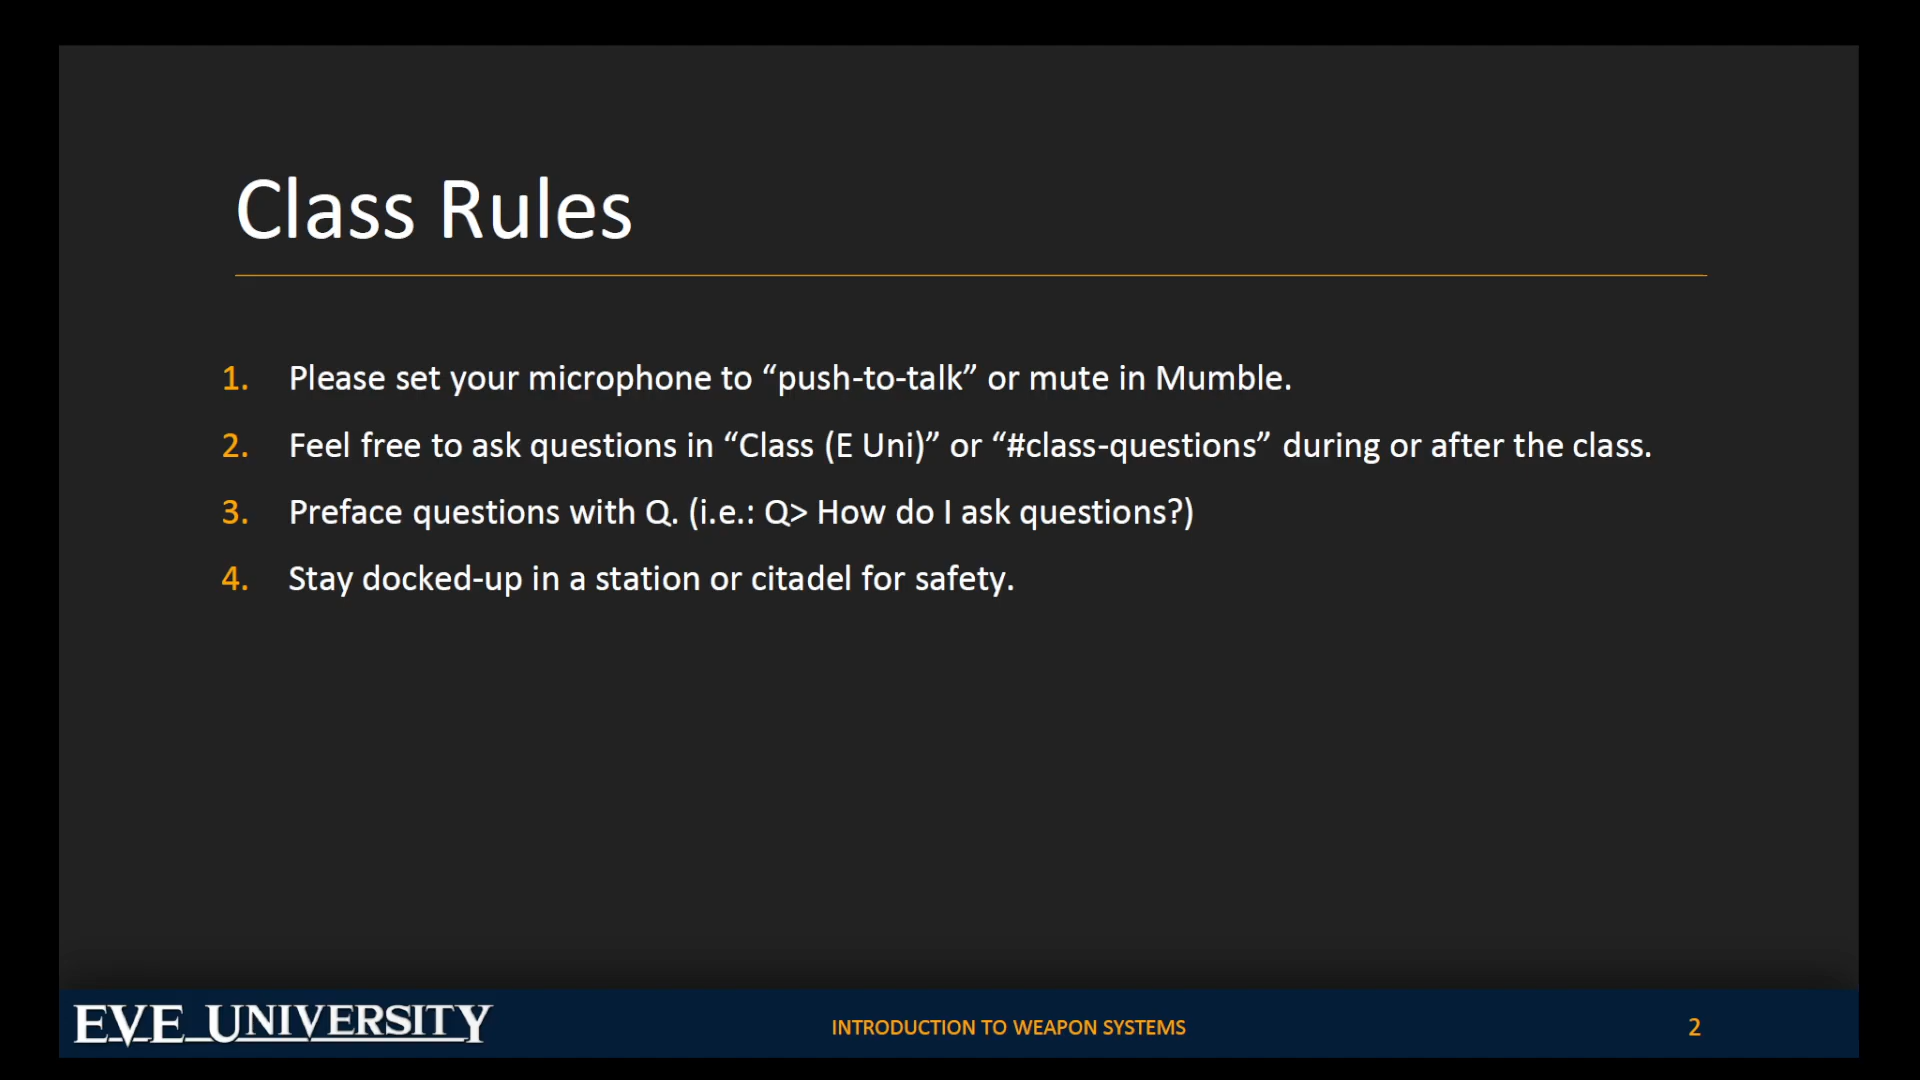 Class Rules
1. Please set your microphone to “push-to-talk” or mute in Mumble.
2. Feel free to ask questions in “Class (E Uni)” or “#class-questions” during or after the class.
3. Preface questions with Q. (i.e.: Q> How do I ask questions?)
4. Stay docked-up in a station or citadel for safety.
EVE UNIVERSITY
INTRODUCTION TO WEAPON SYSTEMS
2